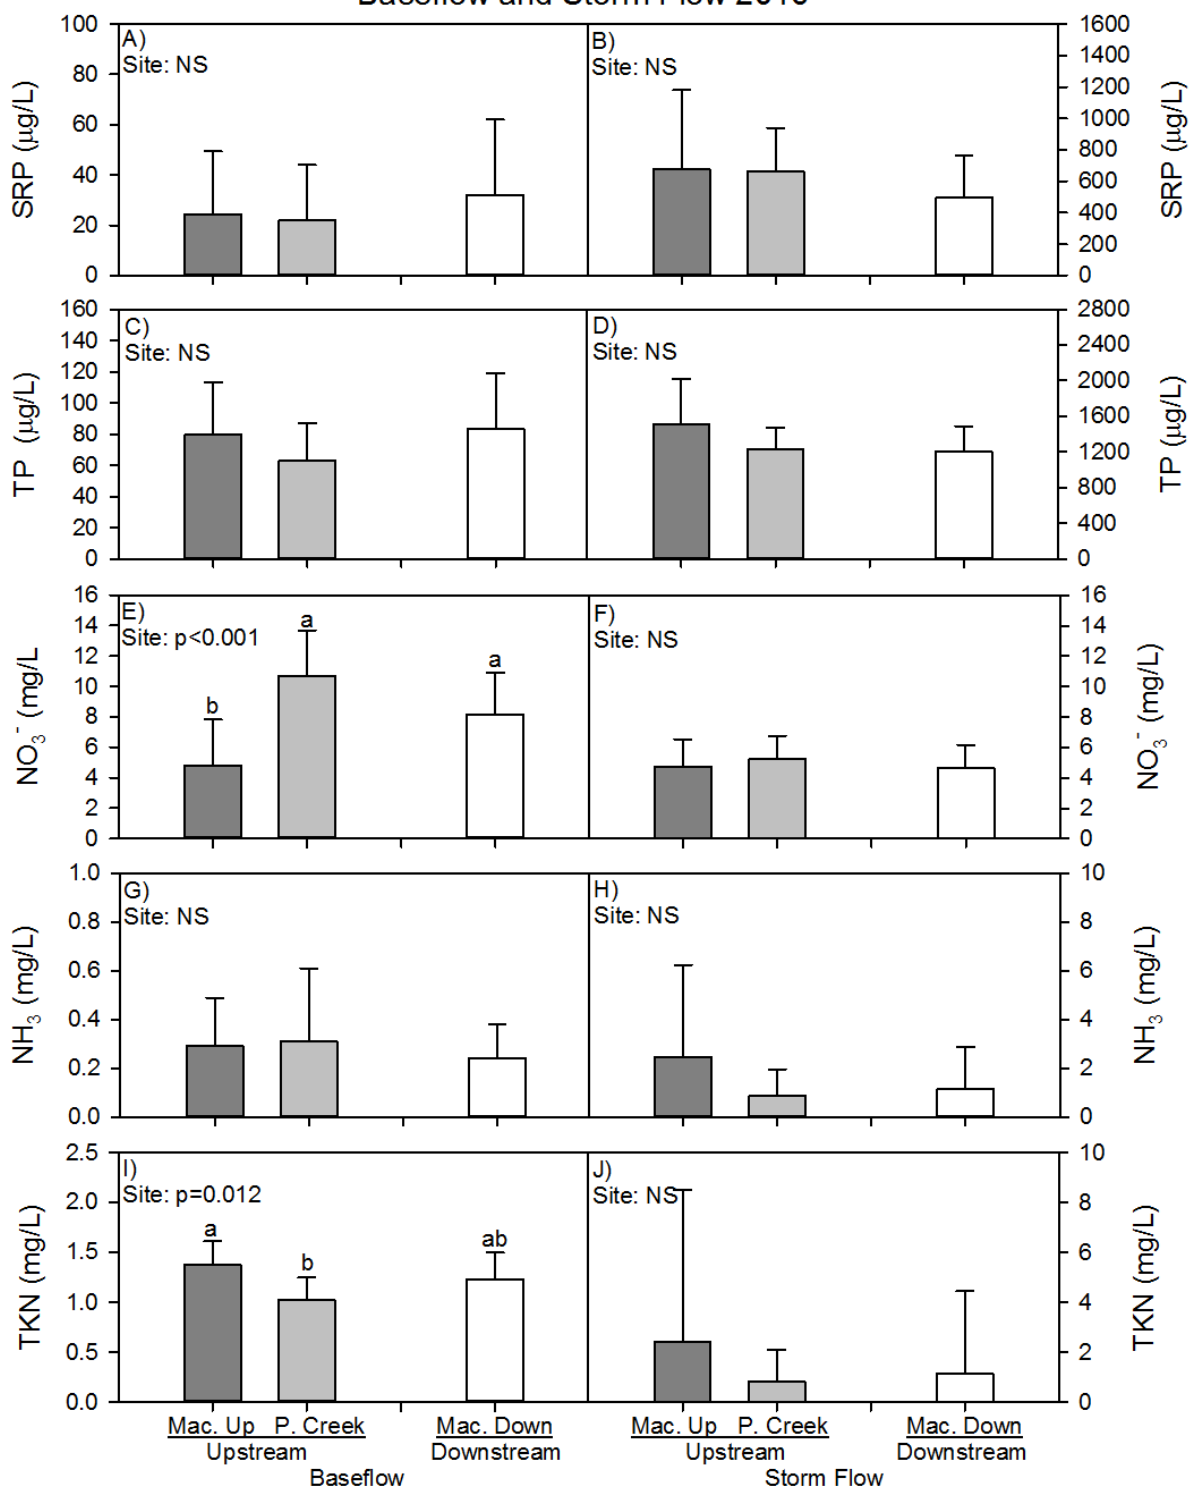 Baseflow and Storm Flow
A)
Site: NS
B)
Site: NS
SRP (µg/L)
100
80
60
40
20
0
1600
1400
1200
1000
800
600
400
200
0
SRP (µg/L)
C)
Site: NS
D)
Site: NS
TP (µg/L)
160
140
120
100
80
60
40
20
0
2800
2400
2000
1600
1200
800
400
0
TP (µg/L)
E)
Site: p<0.001
b
a
a
F)
Site: NS
NO₃⁻ (mg/L
16
14
12
10
8
6
4
2
0
16
14
12
10
8
6
4
2
0
NO₃⁻ (mg/L)
G)
Site: NS
H)
Site: NS
NH₃ (mg/L)
1.0
0.8
0.6
0.4
0.2
0.0
10
8
6
4
2
0
NH₃ (mg/L)
I)
Site: p=0.012
a
b
ab
J)
Site: NS
TKN (mg/L)
2.5
2.0
1.5
1.0
0.5
0.0
10
8
6
4
2
0
TKN (mg/L)
Mac. Up P. Creek Mac. Down Mac. Up P. Creek Mac. Down
Upstream Downstream Upstream Downstream
Baseflow Storm Flow